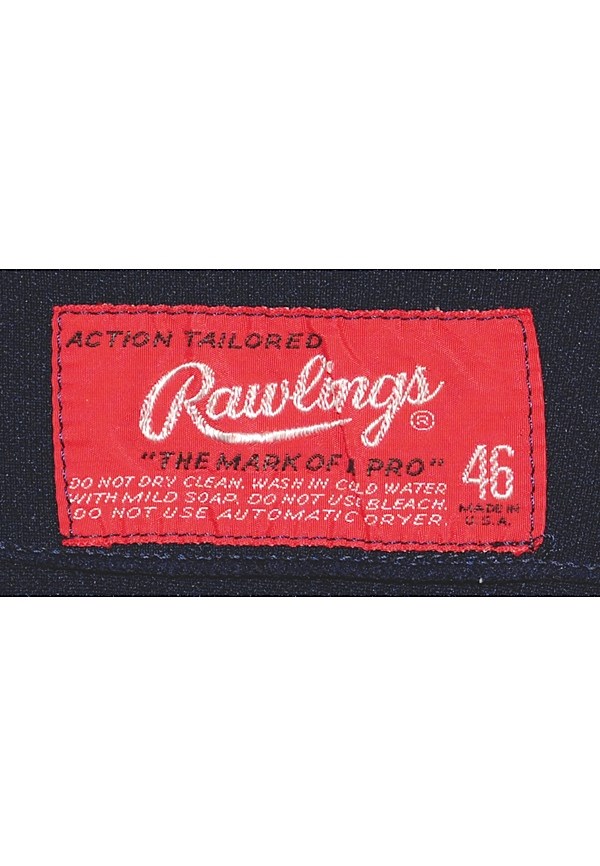 ACTION TAILORED
Rawlings®
"THE MARK OF A PRO"
DO NOT DRY CLEAN. WASH IN COLD WATER
WITH MILD SOAP. DO NOT USE BLEACH.
DO NOT USE AUTOMATIC DRYER.
46
MADE IN
U.S.A.